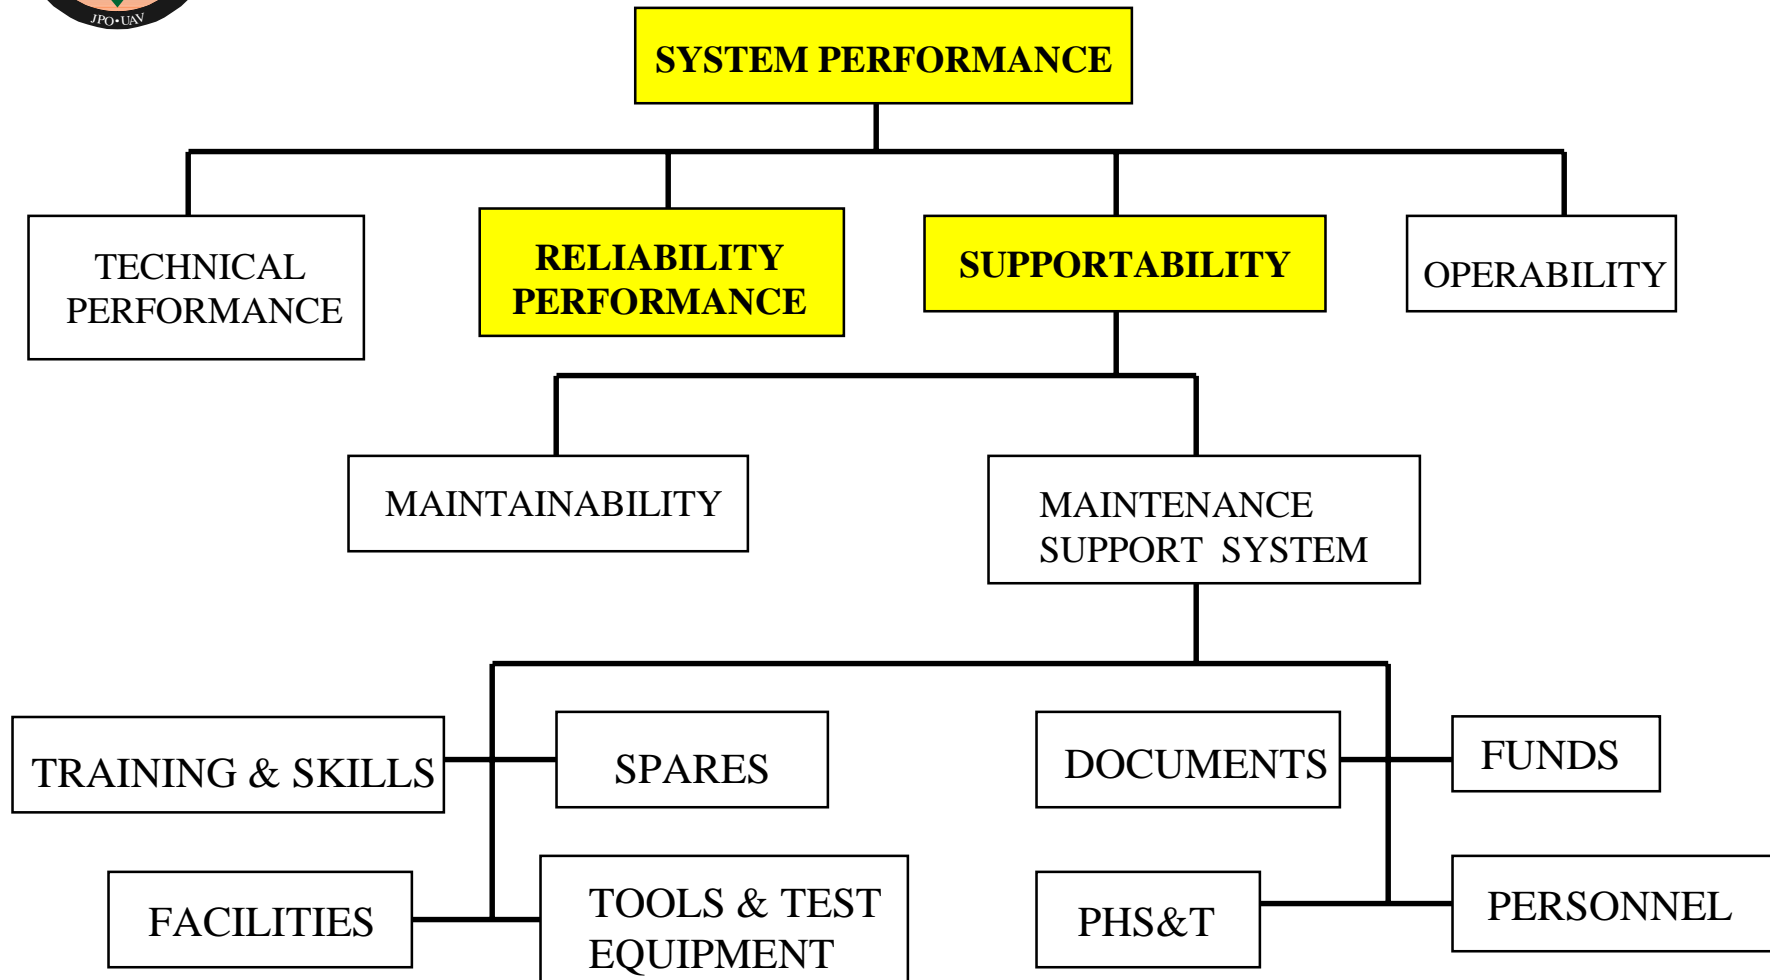 JPO•UAV
SYSTEM PERFORMANCE
TECHNICAL
PERFORMANCE
RELIABILITY
PERFORMANCE
SUPPORTABILITY
OPERABILITY
MAINTAINABILITY
MAINTENANCE
SUPPORT SYSTEM
TRAINING & SKILLS
SPARES
DOCUMENTS
FUNDS
FACILITIES
TOOLS & TEST
EQUIPMENT
PHS&T
PERSONNEL